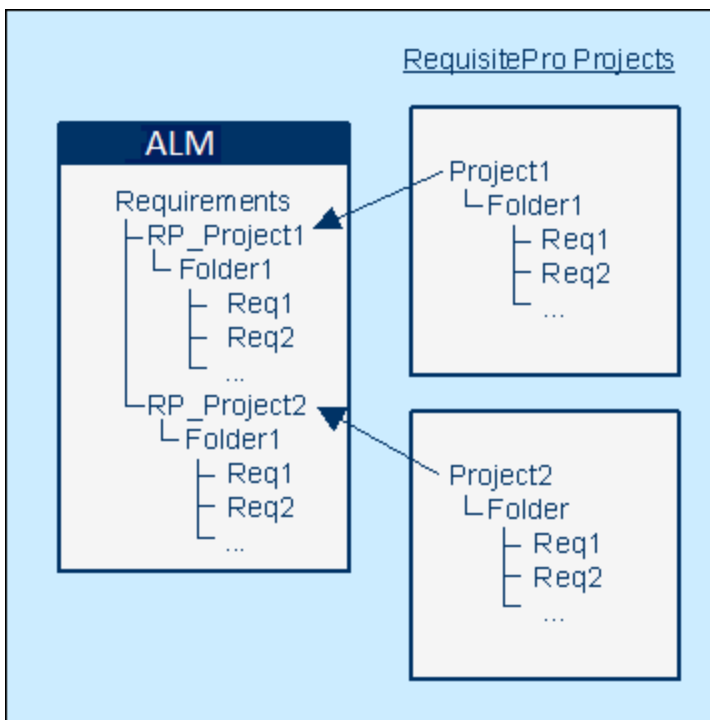 RequisitePro Projects
ALM
Requirements
RP_Project1
Folder1
Req1
Req2
...
RP_Project2
Folder1
Req1
Req2
...
Project1
Folder1
Req1
Req2
...
Project2
Folder
Req1
Req2
...